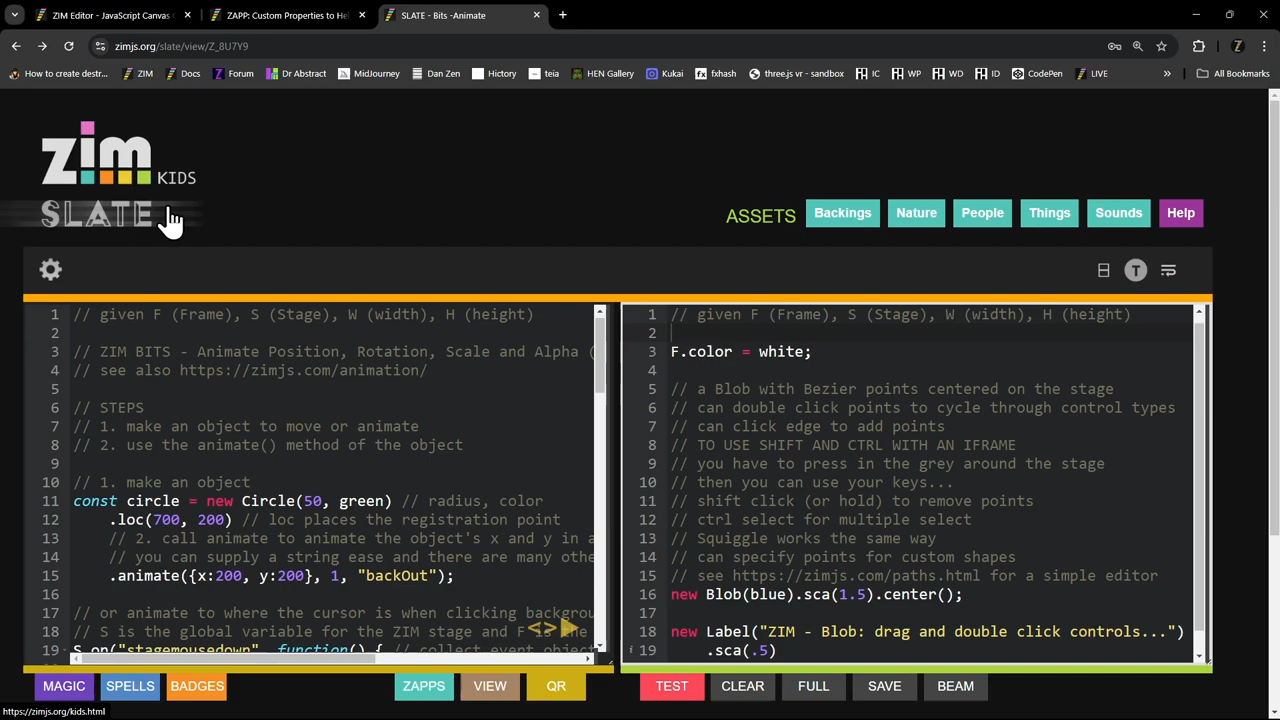 ZIM Editor - JavaScript Canvas
ZAPP: Custom Properties to He
SLATE - Bits -Animate
zimjs.org/slate/view/Z_8U7Y9
How to create destr...
ZIM
Docs
Forum
Dr Abstract
MidJourney
Dan Zen
Hictory
teia
HEN Gallery
Kukai
fxhash
three.js vr - sandbox
IC
WP
WD
ID
CodePen
LIVE
»
All Bookmarks
zim KIDS
SLATE
ASSETS
Backings
Nature
People
Things
Sounds
Help
T
1 // given F (Frame), S (Stage), W (width), H (height)
2
3 // ZIM BITS - Animate Position, Rotation, Scale and Alpha (
4 // see also https://zimjs.com/animation/
5
6 // STEPS
7 // 1. make an object to move or animate
8 // 2. use the animate() method of the object
9
10 // 1. make an object
11 const circle = new Circle(50, green) // radius, color
12 .loc(700, 200) // loc places the registration point
13 // 2. call animate to animate the object's x and y in a
14 // you can supply a string ease and there are many othe
15 .animate({x:200, y:200}, 1, "backOut");
16
17 // or animate to where the cursor is when clicking backgrou
18 // S is the global variable for the ZIM stage and F is the
19 S.on("stagemousedown", function() { // collect event objec
<>
1 // given F (Frame), S (Stage), W (width), H (height)
2
3 F.color = white;
4
5 // a Blob with Bezier points centered on the stage
6 // can double click points to cycle through control types
7 // can click edge to add points
8 // TO USE SHIFT AND CTRL WITH AN IFRAME
9 // you have to press in the grey around the stage
10 // then you can use your keys...
11 // shift click (or hold) to remove points
12 // ctrl select for multiple select
13 // Squiggle works the same way
14 // can specify points for custom shapes
15 // see https://zimjs.com/paths.html for a simple editor
16 new Blob(blue).sca(1.5).center();
17
18 new Label("ZIM - Blob: drag and double click controls...")
19 .sca(.5)
MAGIC
SPELLS
BADGES
ZAPPS
VIEW
QR
TEST
CLEAR
FULL
SAVE
BEAM
https://zimjs.org/kids.html